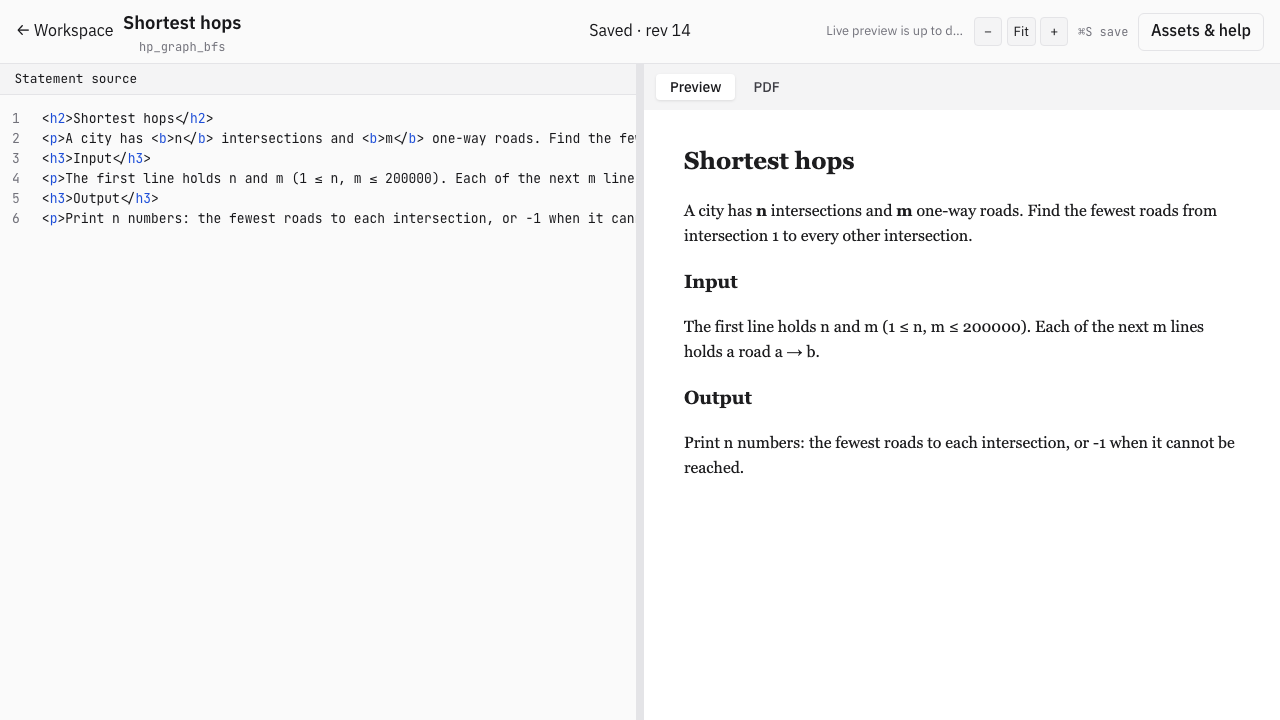 ← Workspace
Shortest hops
hp_graph_bfs
Saved · rev 14
Live preview is up to d…
−
Fit
+
⌘S save
Assets & help
Statement source
1 <h2>Shortest hops</h2>
2 <p>A city has <b>n</b> intersections and <b>m</b> one-way roads. Find the few
3 <h3>Input</h3>
4 <p>The first line holds n and m (1 ≤ n, m ≤ 200000). Each of the next m line
5 <h3>Output</h3>
6 <p>Print n numbers: the fewest roads to each intersection, or -1 when it can
Preview
PDF
Shortest hops
A city has n intersections and m one-way roads. Find the fewest roads from
intersection 1 to every other intersection.
Input
The first line holds n and m (1 ≤ n, m ≤ 200000). Each of the next m lines
holds a road a → b.
Output
Print n numbers: the fewest roads to each intersection, or -1 when it cannot be
reached.